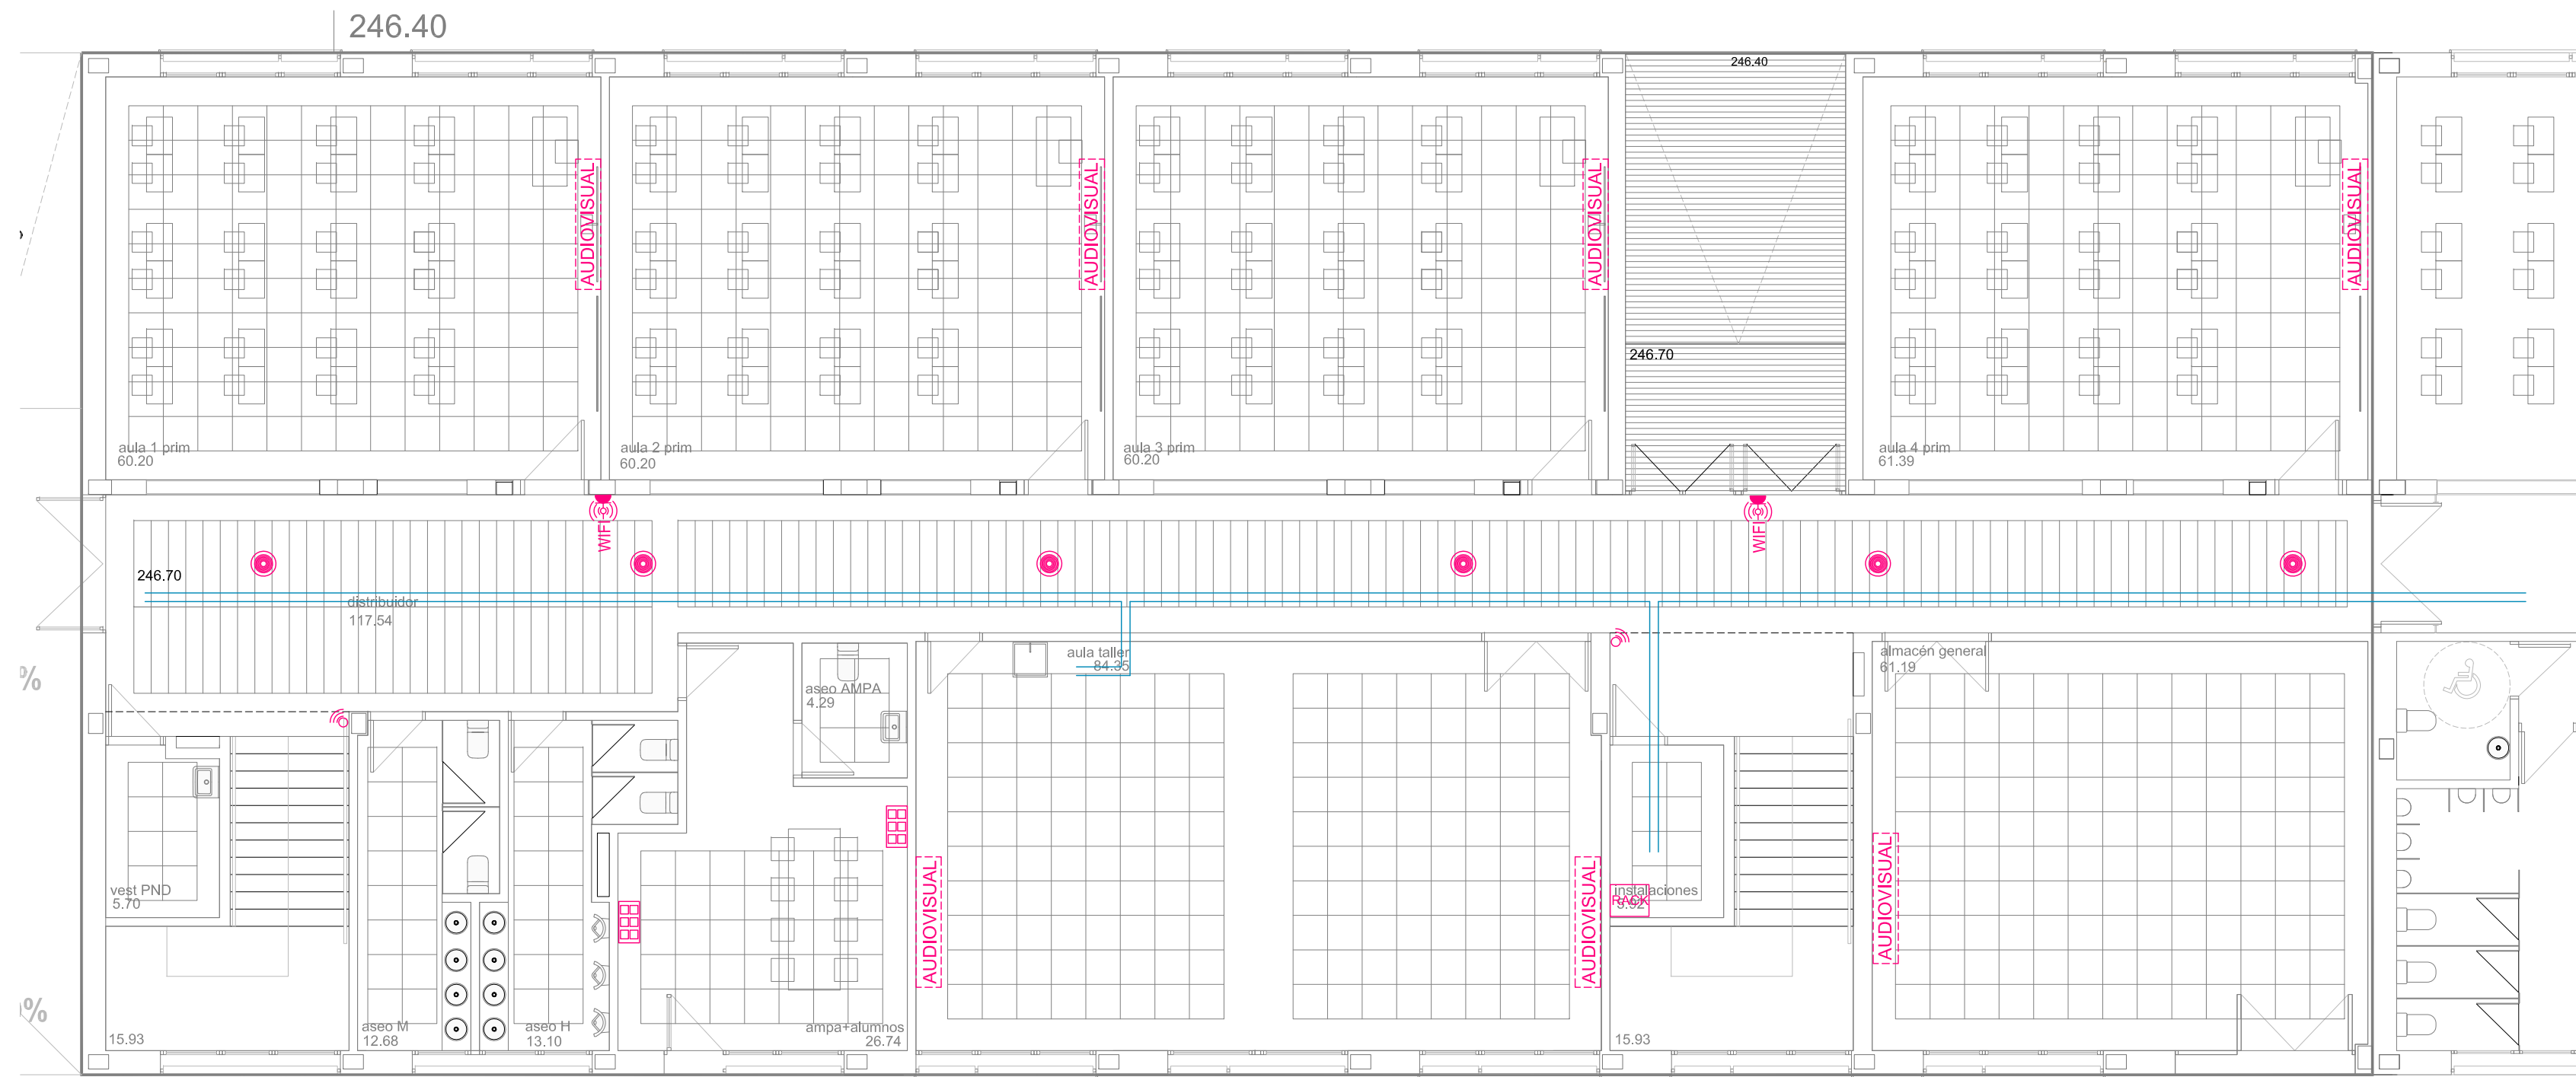 246.40
246.40
AUDIOVISUAL
AUDIOVISUAL
AUDIOVISUAL
AUDIOVISUAL
246.70
aula 1 prim
60.20
aula 2 prim
60.20
aula 3 prim
60.20
aula 4 prim
61.39
WIFI
WIFI
246.70
distribuidor
117.54
%
aula taller
84.35
almacén general
61.19
aseo AMPA
4.29
AUDIOVISUAL
AUDIOVISUAL
AUDIOVISUAL
vest PND
5.70
instalaciones
RACK
5.92
%
15.93
aseo M
12.68
aseo H
13.10
ampa+alumnos
26.74
15.93